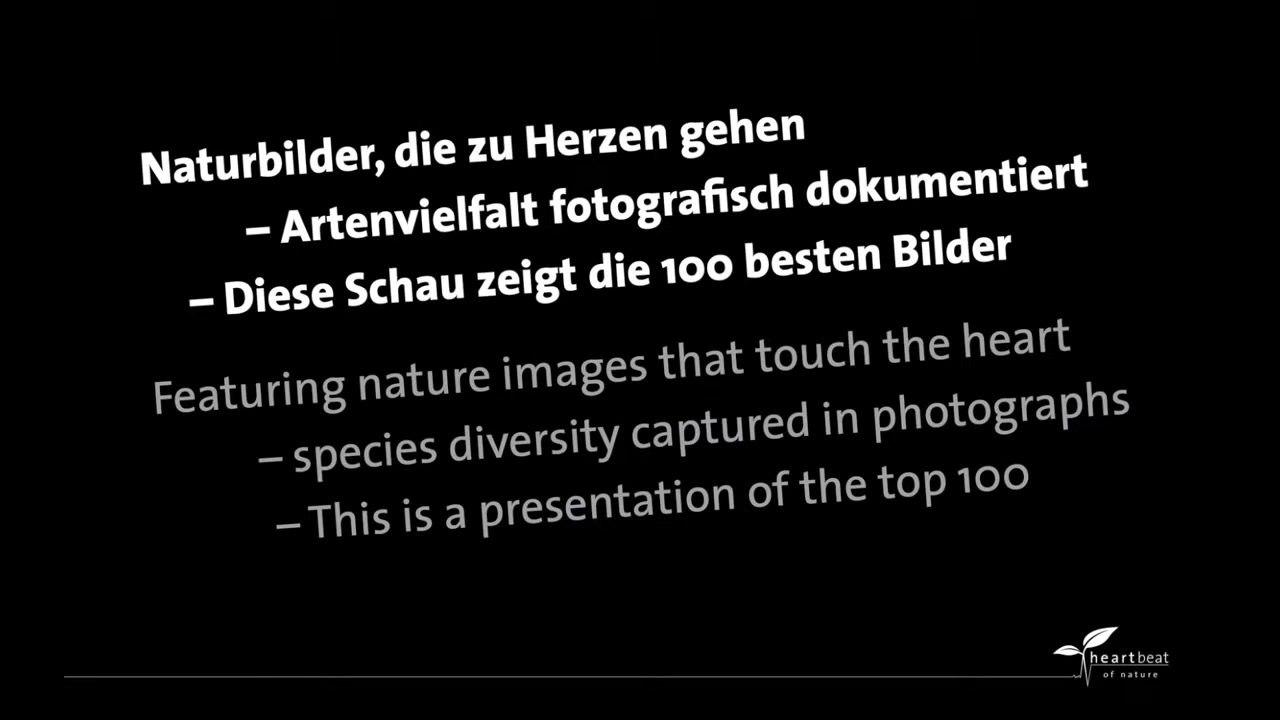 Naturbilder, die zu Herzen gehen
– Artenvielfalt fotografisch dokumentiert
– Diese Schau zeigt die 100 besten Bilder
Featuring nature images that touch the heart
– species diversity captured in photographs
– This is a presentation of the top 100
heartbeat
of nature